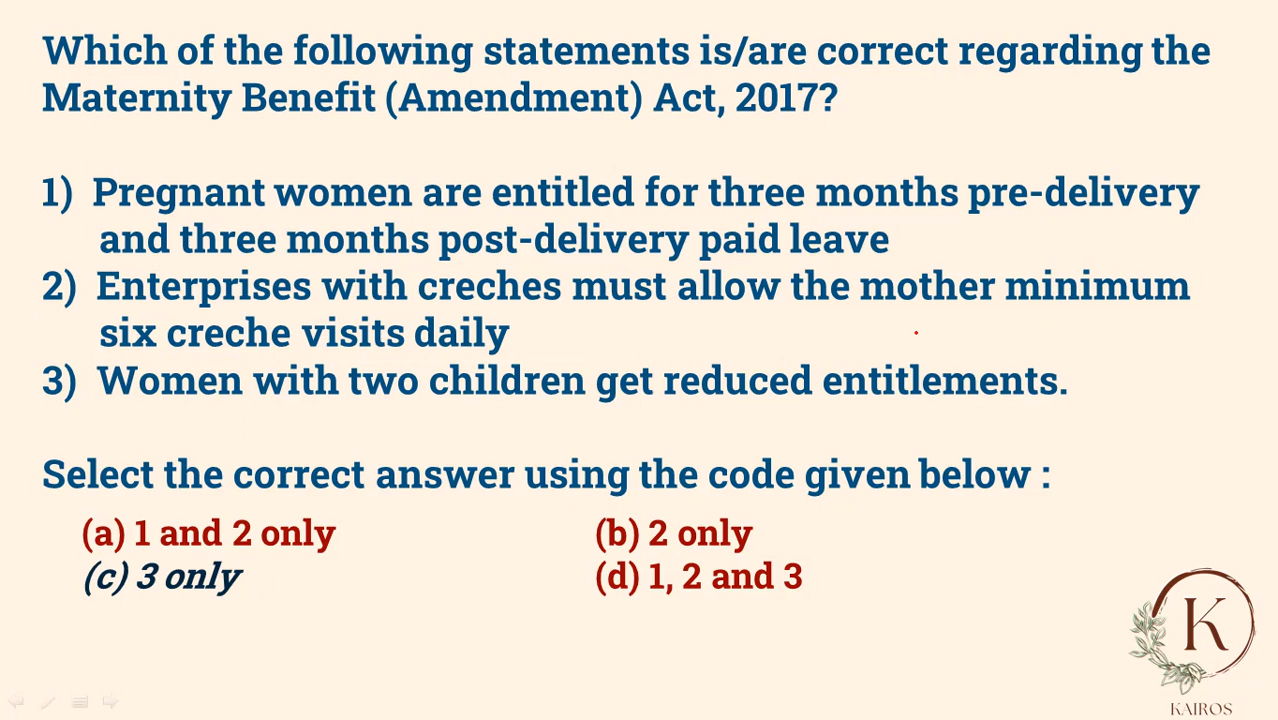 Which of the following statements is/are correct regarding the
Maternity Benefit (Amendment) Act, 2017?
1) Pregnant women are entitled for three months pre-delivery
and three months post-delivery paid leave
2) Enterprises with creches must allow the mother minimum
six creche visits daily
3) Women with two children get reduced entitlements.
Select the correct answer using the code given below :
(a) 1 and 2 only (b) 2 only
(c) 3 only (d) 1, 2 and 3
K
KAIROS